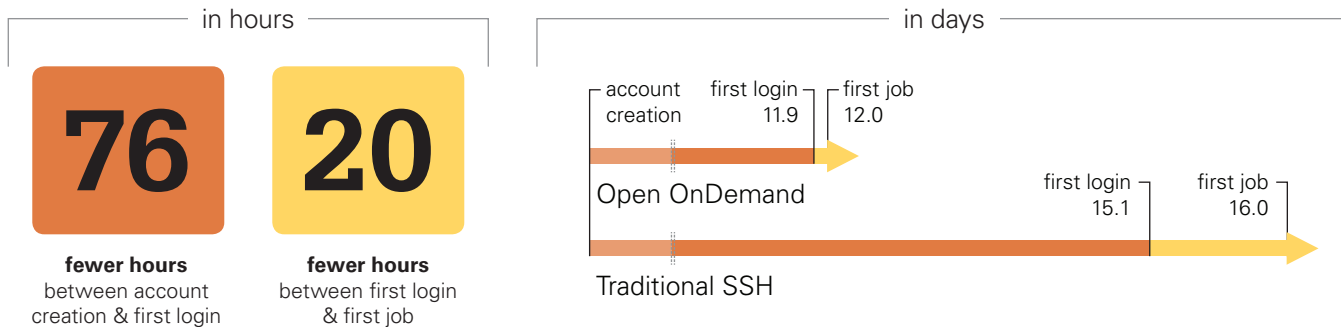 in hours
76
fewer hours
between account
creation & first login
20
fewer hours
between first login
& first job
in days
account
creation
first login
11.9
first job
12.0
Open OnDemand
first login
15.1
first job
16.0
Traditional SSH